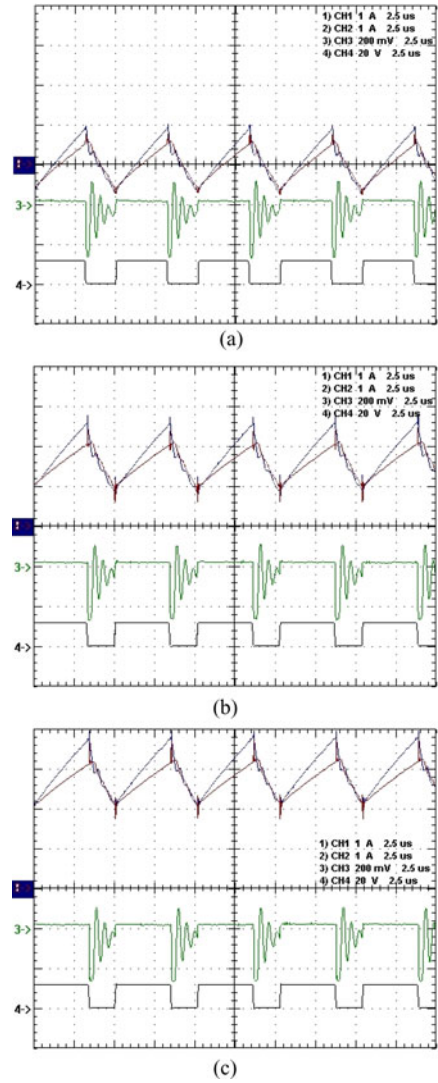 1) CH1 1 A 2.5 us
2) CH2 1 A 2.5 us
3) CH3 200 mV 2.5 us
4) CH4 20 V 2.5 us
3->
4->
(a)
1) CH1 1 A 2.5 us
2) CH2 1 A 2.5 us
3) CH3 200 mV 2.5 us
4) CH4 20 V 2.5 us
3->
4->
(b)
1) CH1 1 A 2.5 us
2) CH2 1 A 2.5 us
3) CH3 200 mV 2.5 us
4) CH4 20 V 2.5 us
3->
4->
(c)